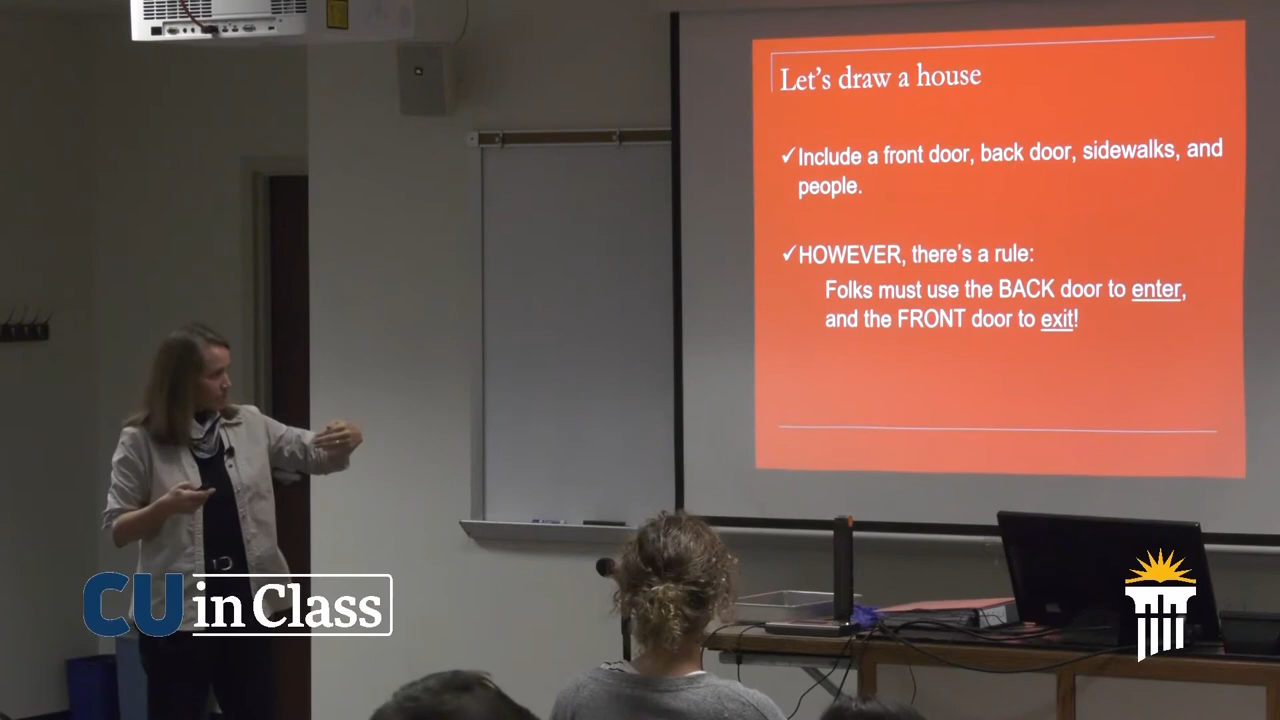 Let's draw a house
✓Include a front door, back door, sidewalks, and
people.
✓HOWEVER, there's a rule:
Folks must use the BACK door to enter,
and the FRONT door to exit!
CU in Class